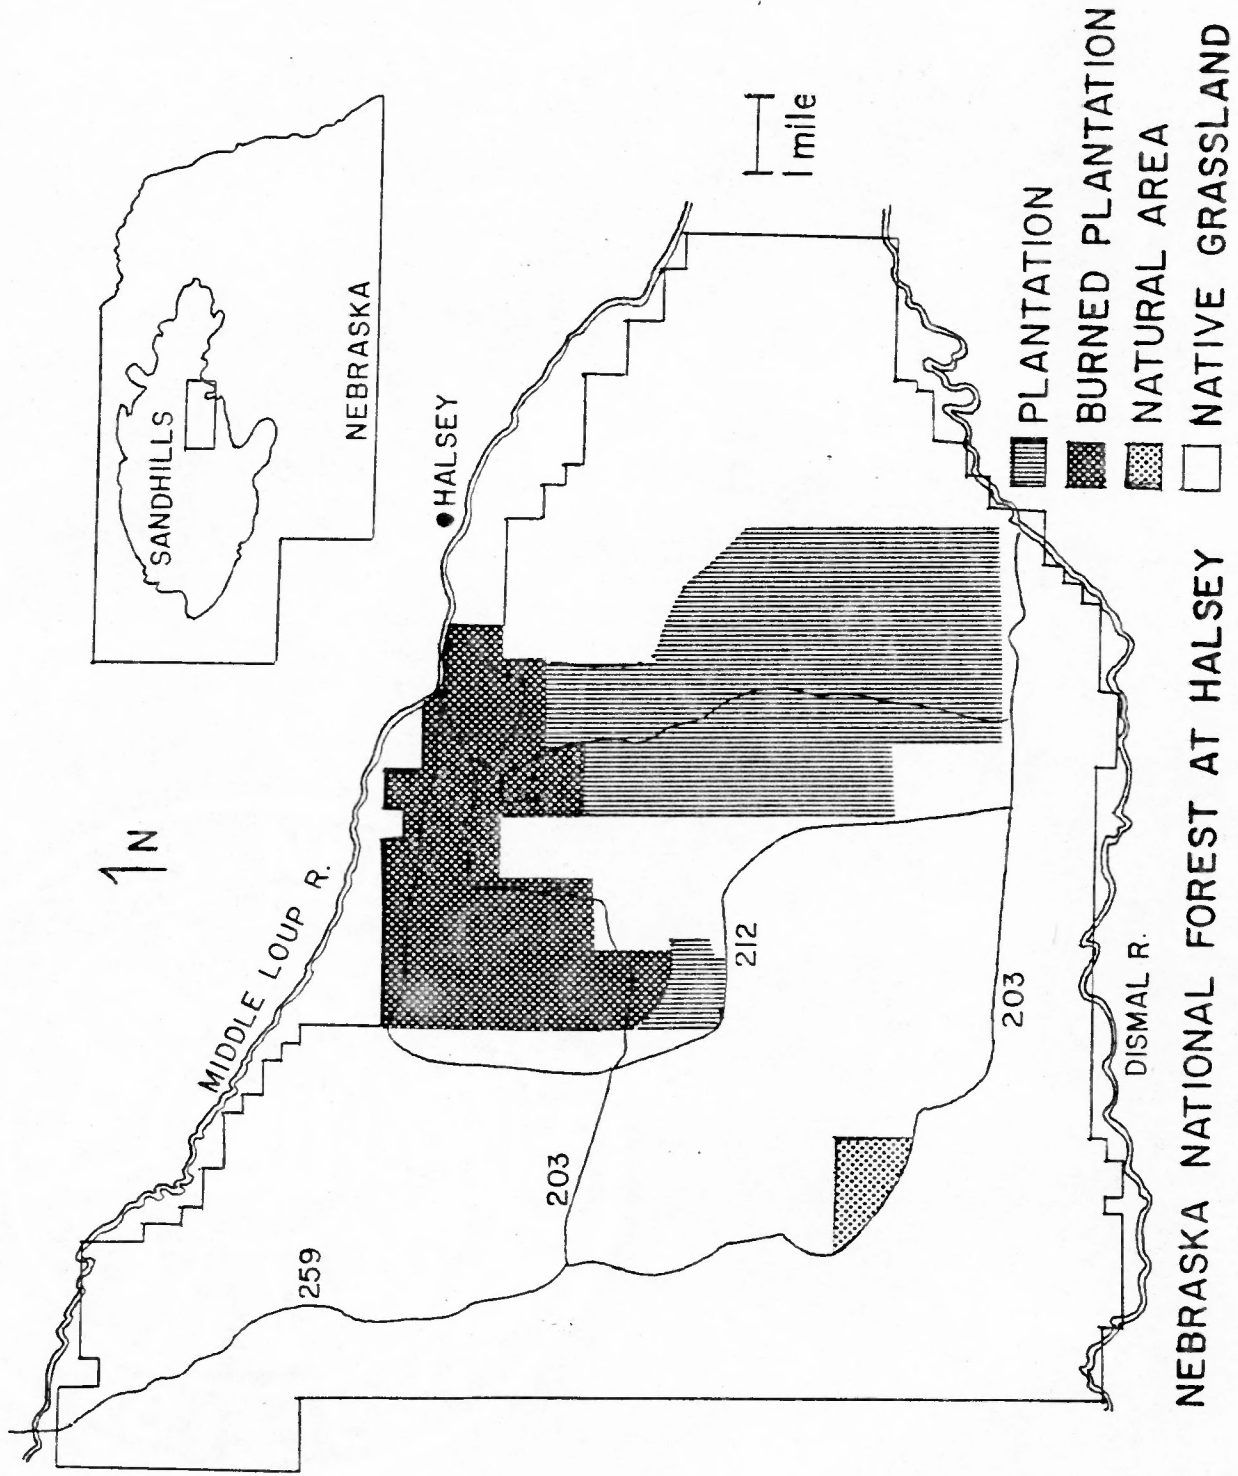 SANDHILLS
NEBRASKA
N
MIDDLE LOUP R.
HALSEY
1 mile
259
203
212
203
DISMAL R.
PLANTATION
BURNED PLANTATION
NATURAL AREA
NATIVE GRASSLAND
NEBRASKA NATIONAL FOREST AT HALSEY